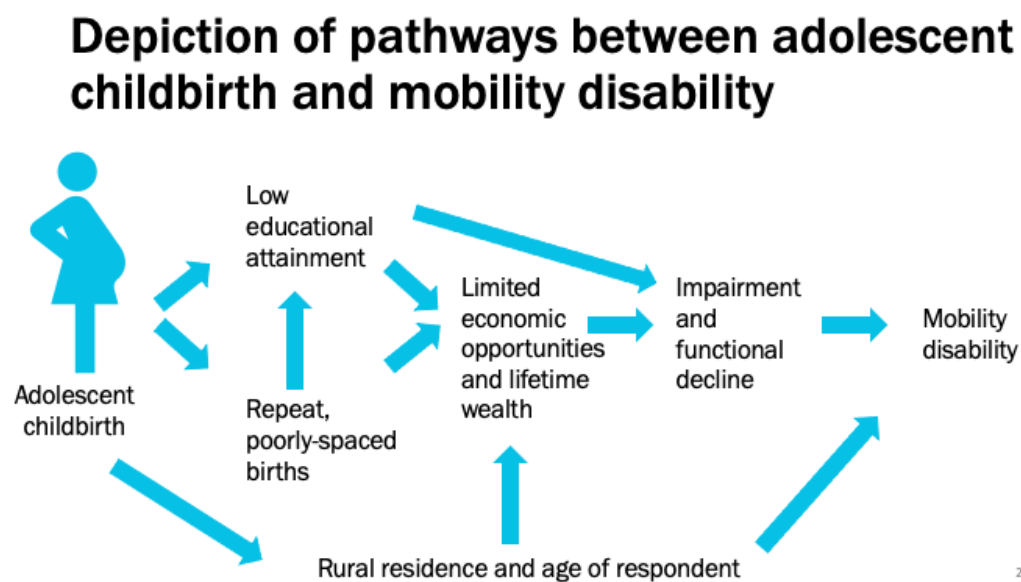 Depiction of pathways between adolescent
childbirth and mobility disability
Low
educational
attainment
Limited
economic
opportunities
and lifetime
wealth
Impairment
and
functional
decline
Mobility
disability
Adolescent
childbirth
Repeat,
poorly-spaced
births
Rural residence and age of respondent
2